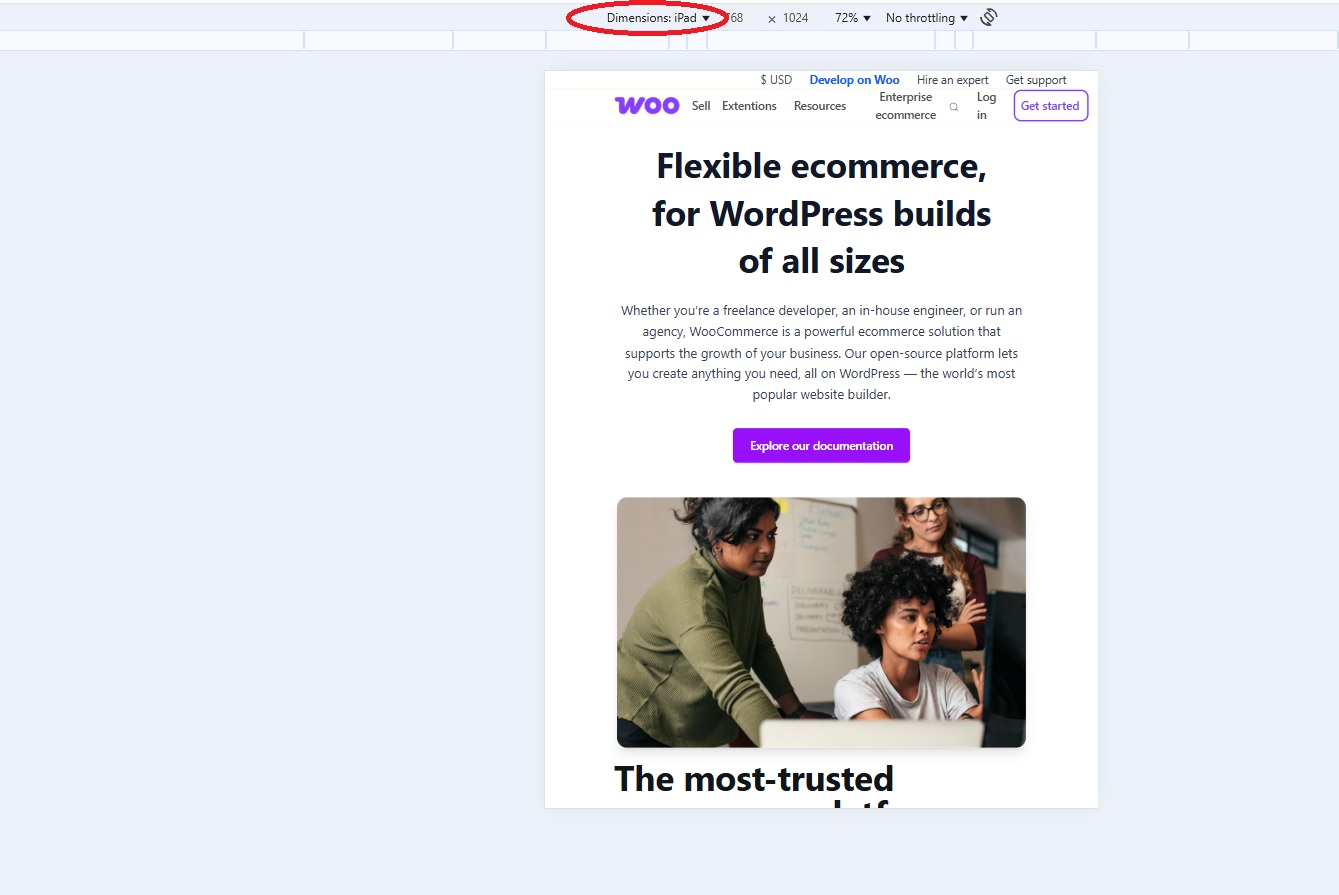 Dimensions: iPad 768 × 1024 72% No throttling
$ USD Develop on Woo Hire an expert Get support
WOO Sell Extentions Resources Enterprise ecommerce Log in Get started
Flexible ecommerce,
for WordPress builds
of all sizes
Whether you're a freelance developer, an in-house engineer, or run an
agency, WooCommerce is a powerful ecommerce solution that
supports the growth of your business. Our open-source platform lets
you create anything you need, all on WordPress — the world's most
popular website builder.
Explore our documentation
DELIVERABLES
The most-trusted